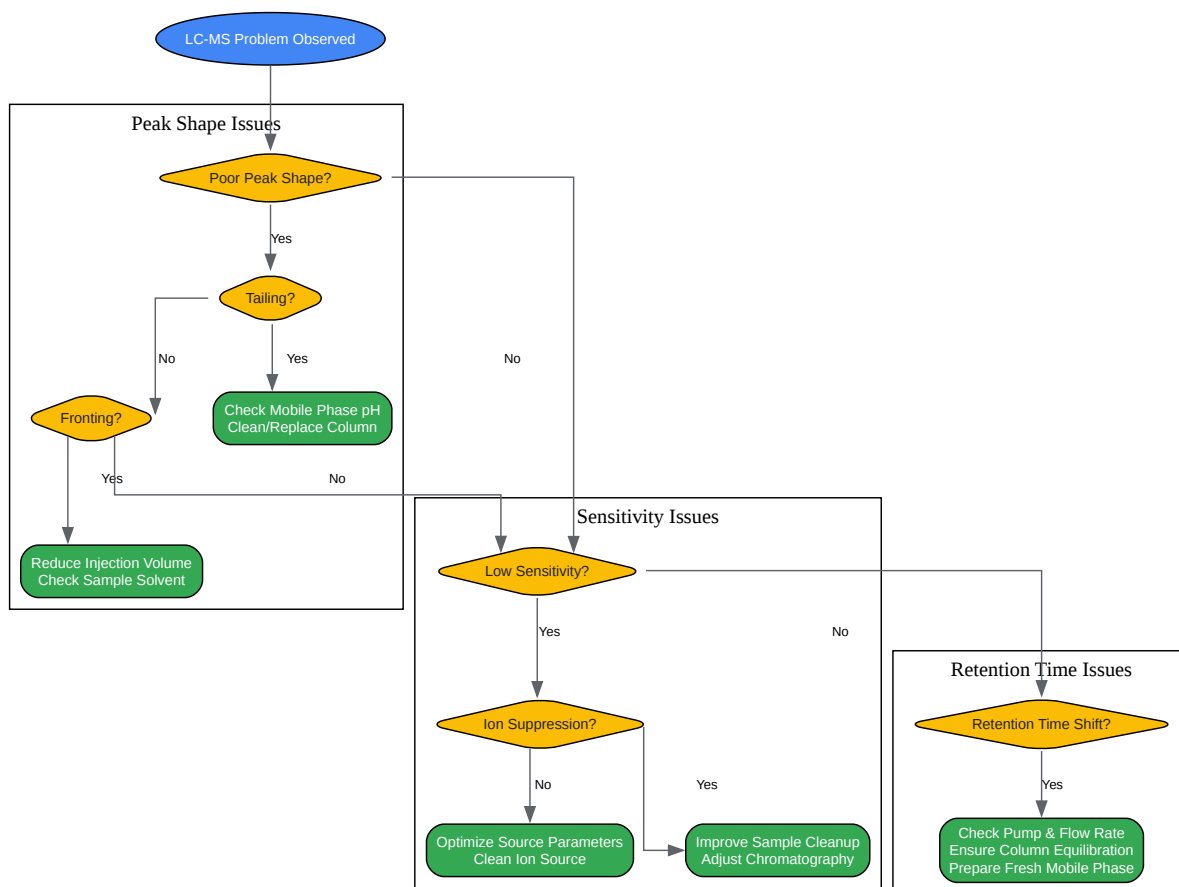 LC-MS Problem Observed
Peak Shape Issues
Poor Peak Shape?
Yes
Tailing?
No
Yes
No
Fronting?
Check Mobile Phase pH
Clean/Replace Column
Yes
No
Sensitivity Issues
Reduce Injection Volume
Check Sample Solvent
Low Sensitivity?
Yes
No
Retention Time Issues
Ion Suppression?
Retention Time Shift?
No
Yes
Yes
Optimize Source Parameters
Clean Ion Source
Improve Sample Cleanup
Adjust Chromatography
Check Pump & Flow Rate
Ensure Column Equilibration
Prepare Fresh Mobile Phase